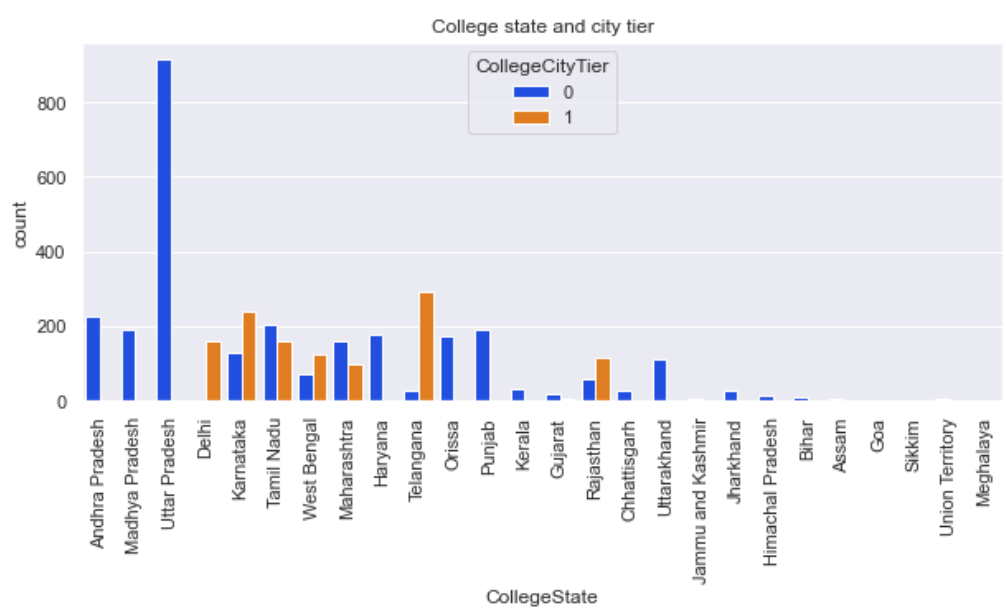 College state and city tier
CollegeCityTier
0
1
count
800
600
400
200
0
Andhra Pradesh
Madhya Pradesh
Uttar Pradesh
Delhi
Karnataka
Tamil Nadu
West Bengal
Maharashtra
Haryana
Telangana
Orissa
Punjab
Kerala
Gujarat
Rajasthan
Chhattisgarh
Uttarakhand
Jammu and Kashmir
Jharkhand
Himachal Pradesh
Bihar
Assam
Goa
Sikkim
Union Territory
Meghalaya
CollegeState